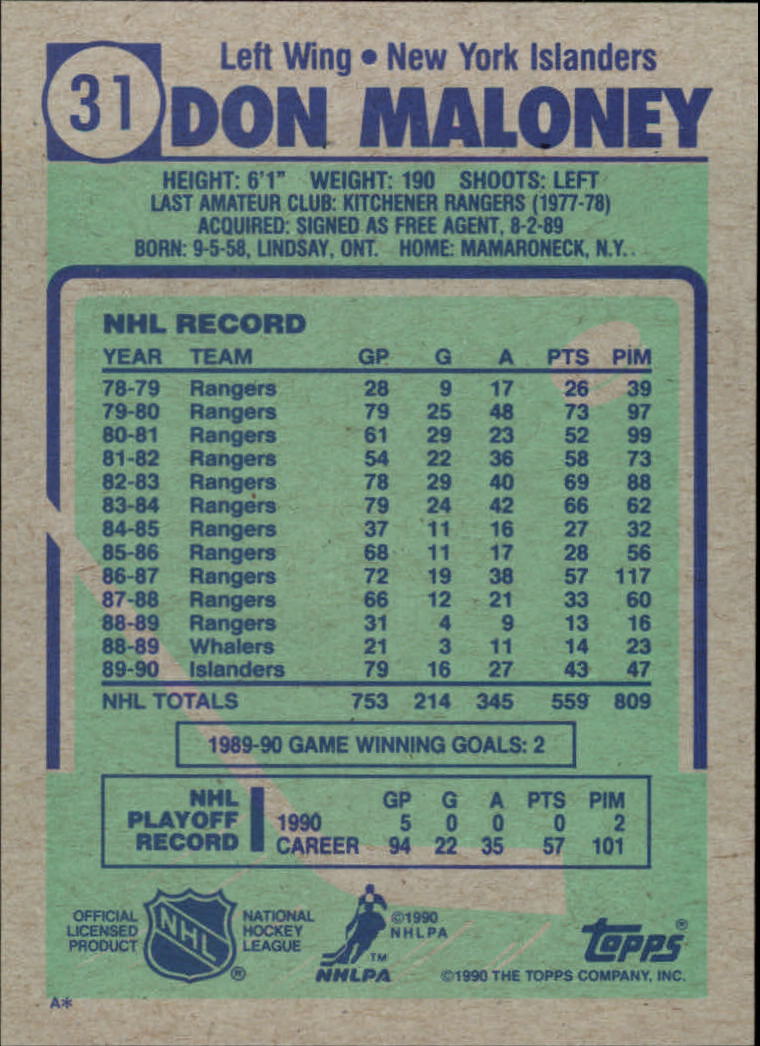 31
Left Wing • New York Islanders
DON MALONEY
HEIGHT: 6'1" WEIGHT: 190 SHOOTS: LEFT
LAST AMATEUR CLUB: KITCHENER RANGERS (1977-78)
ACQUIRED: SIGNED AS FREE AGENT, 8-2-89
BORN: 9-5-58, LINDSAY, ONT. HOME: MAMARONECK, N.Y.
NHL RECORD
YEAR TEAM GP G A PTS PIM
78-79 Rangers 28 9 17 26 39
79-80 Rangers 79 25 48 73 97
80-81 Rangers 61 29 23 52 99
81-82 Rangers 54 22 36 58 73
82-83 Rangers 78 29 40 69 88
83-84 Rangers 79 24 42 66 62
84-85 Rangers 37 11 16 27 32
85-86 Rangers 68 11 17 28 56
86-87 Rangers 72 19 38 57 117
87-88 Rangers 66 12 21 33 60
88-89 Rangers 31 4 9 13 16
88-89 Whalers 21 3 11 14 23
89-90 Islanders 79 16 27 43 47
NHL TOTALS 753 214 345 559 809
1989-90 GAME WINNING GOALS: 2
NHL PLAYOFF RECORD
GP G A PTS PIM
1990 5 0 0 0 2
CAREER 94 22 35 57 101
OFFICIAL
LICENSED
PRODUCT
NHL
®
NATIONAL
HOCKEY
LEAGUE
©1990
NHLPA
TM
NHLPA
Topps®
©1990 THE TOPPS COMPANY, INC.
A*